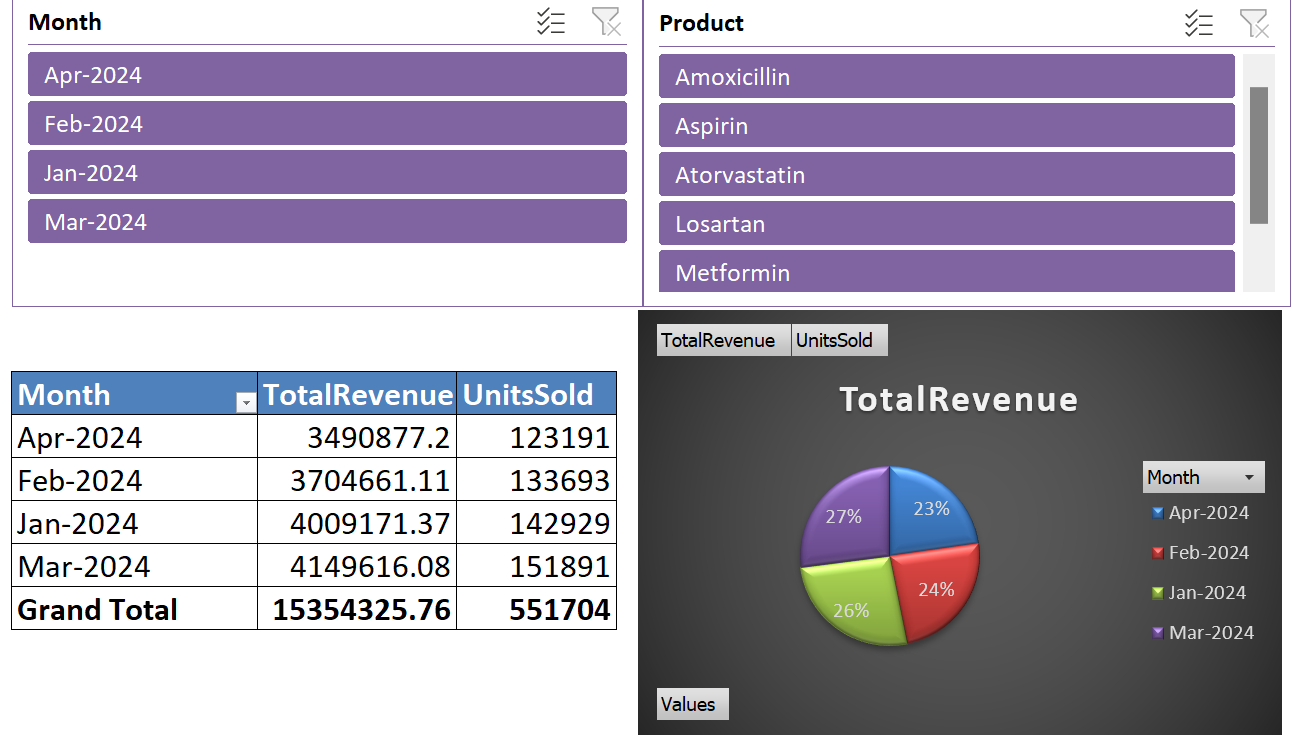 Month
Apr-2024
Feb-2024
Jan-2024
Mar-2024
Product
Amoxicillin
Aspirin
Atorvastatin
Losartan
Metformin
Month TotalRevenue UnitsSold
Apr-2024 3490877.2 123191
Feb-2024 3704661.11 133693
Jan-2024 4009171.37 142929
Mar-2024 4149616.08 151891
Grand Total 15354325.76 551704
TotalRevenue UnitsSold
TotalRevenue
27% 23%
26% 24%
Month
Apr-2024
Feb-2024
Jan-2024
Mar-2024
Values